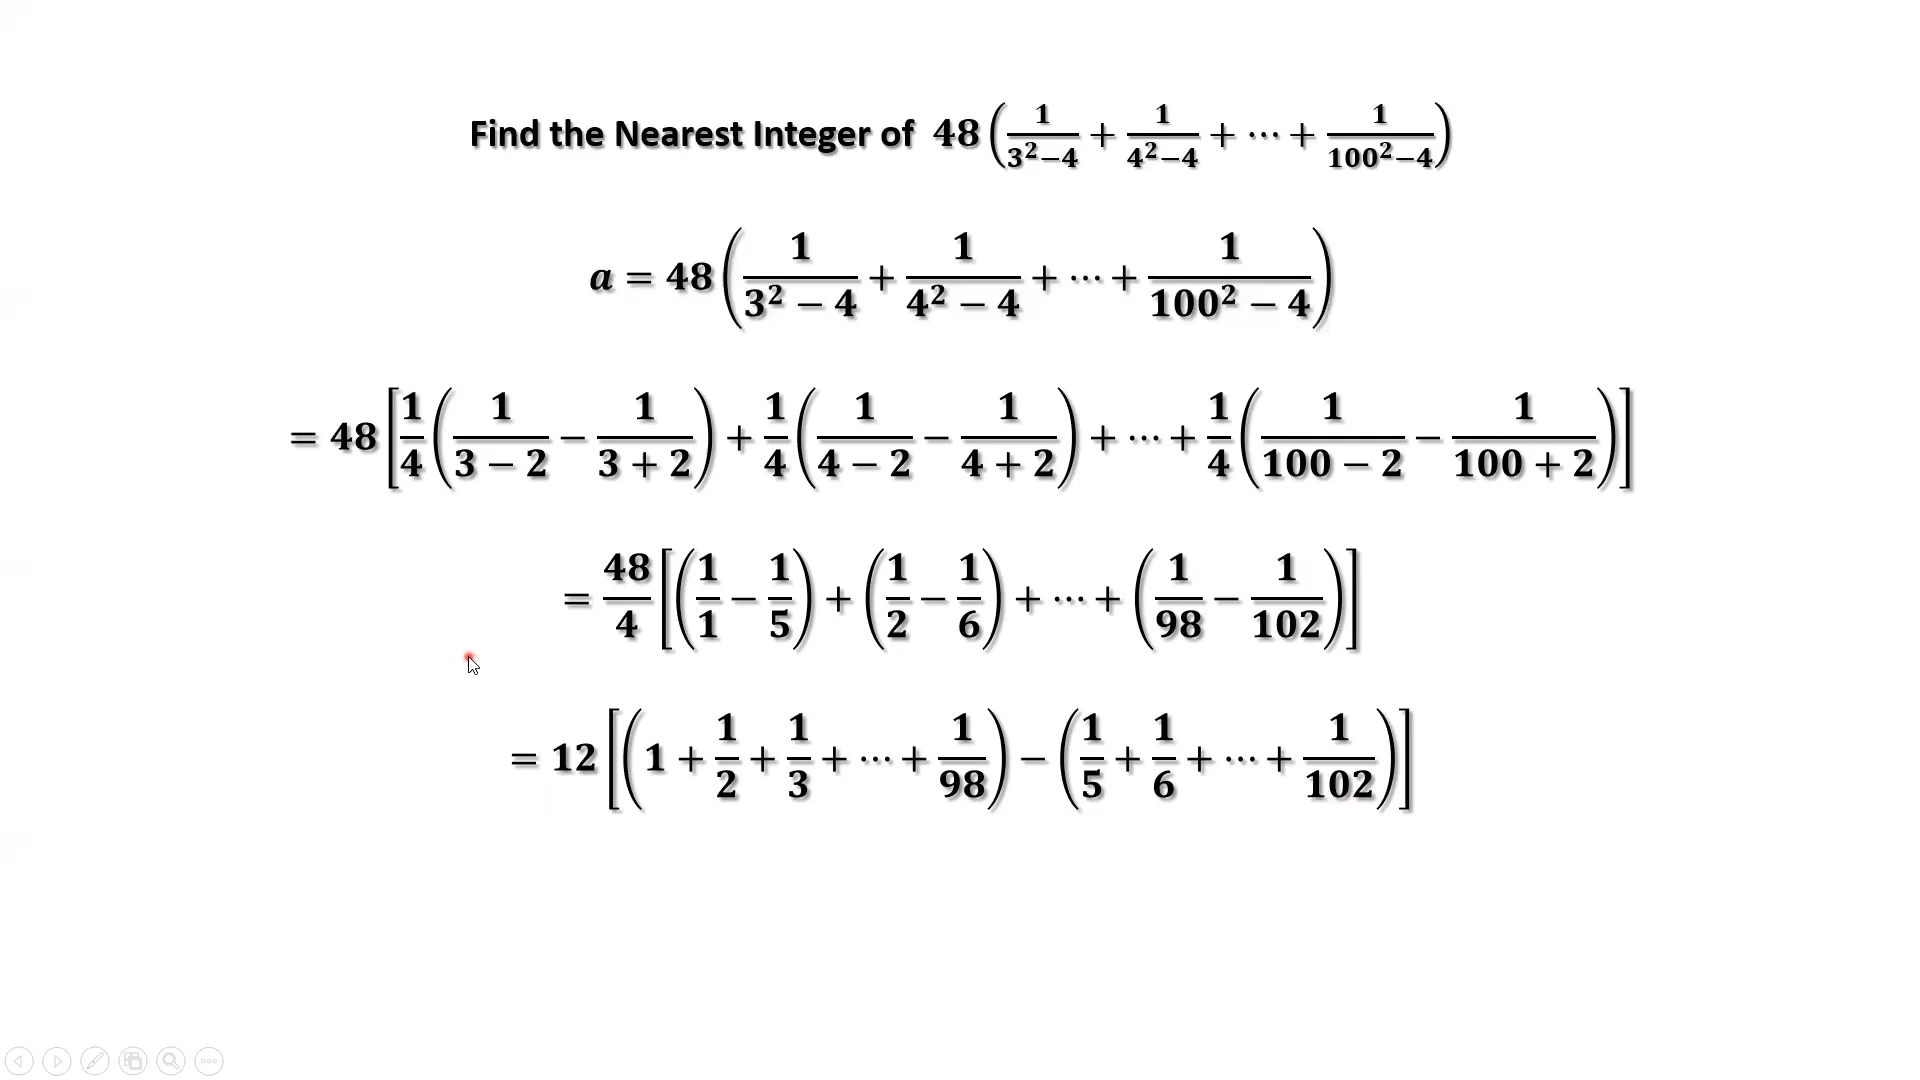 Find the Nearest Integer of 48(1/(3²−4) + 1/(4²−4) + ⋯ + 1/(100²−4))
a = 48(1/(3² − 4) + 1/(4² − 4) + ⋯ + 1/(100² − 4))
= 48[1/4(1/(3 − 2) − 1/(3 + 2)) + 1/4(1/(4 − 2) − 1/(4 + 2)) + ⋯ + 1/4(1/(100 − 2) − 1/(100 + 2))]
= 48/4[(1/1 − 1/5) + (1/2 − 1/6) + ⋯ + (1/98 − 1/102)]
= 12[(1 + 1/2 + 1/3 + ⋯ + 1/98) − (1/5 + 1/6 + ⋯ + 1/102)]